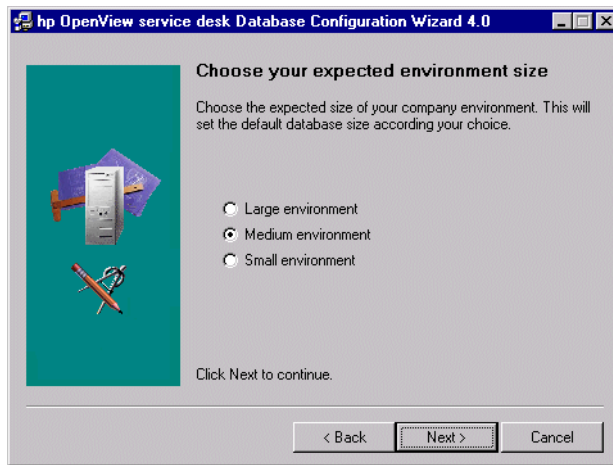 hp OpenView service desk Database Configuration Wizard 4.0
Choose your expected environment size
Choose the expected size of your company environment. This will
set the default database size according your choice.
Large environment
Medium environment
Small environment
Click Next to continue.
< Back
Next >
Cancel